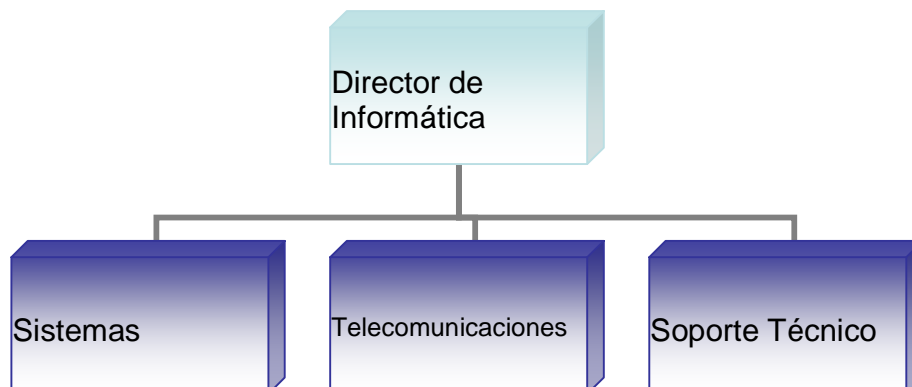 Director de
Informática
Sistemas
Telecomunicaciones
Soporte Técnico